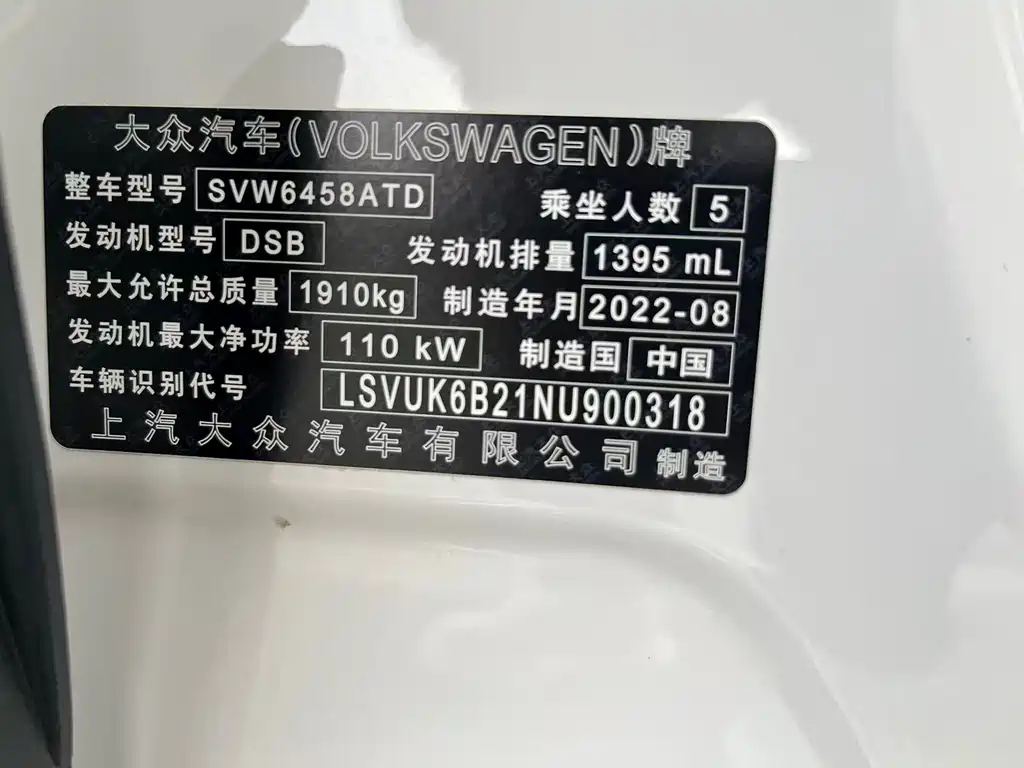 大众汽车(VOLKSWAGEN)牌
整车型号 SVW6458ATD 乘坐人数 5
发动机型号 DSB 发动机排量 1395 mL
最大允许总质量 1910kg 制造年月 2022-08
发动机最大净功率 110 kW 制造国 中国
车辆识别代号 LSVUK6B21NU900318
上汽大众汽车有限公司 制造